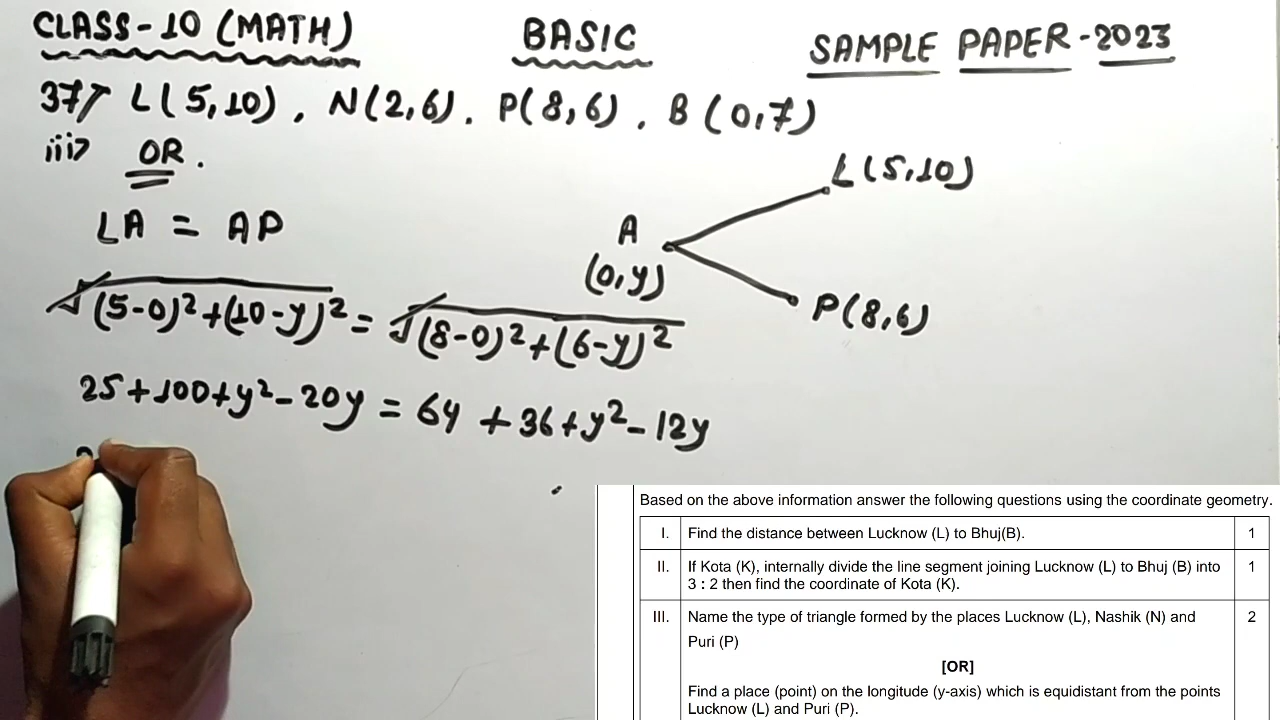 CLASS-10 (MATH) BASIC SAMPLE PAPER-2023
37) L(5,10), N(2,6). P(8,6). B(0,7)
iii) OR.
L(5,10)
LA = AP
A
(0,y)
P(8,6)
√(5-0)²+(10-y)² = √(8-0)²+(6-y)²
25+100+y²-20y = 64+36+y²-12y
Based on the above information answer the following questions using the coordinate geometry.
I. Find the distance between Lucknow (L) to Bhuj(B). 1
II. If Kota (K), internally divide the line segment joining Lucknow (L) to Bhuj (B) into 1
3 : 2 then find the coordinate of Kota (K).
III. Name the type of triangle formed by the places Lucknow (L), Nashik (N) and 2
Puri (P)
[OR]
Find a place (point) on the longitude (y-axis) which is equidistant from the points
Lucknow (L) and Puri (P).